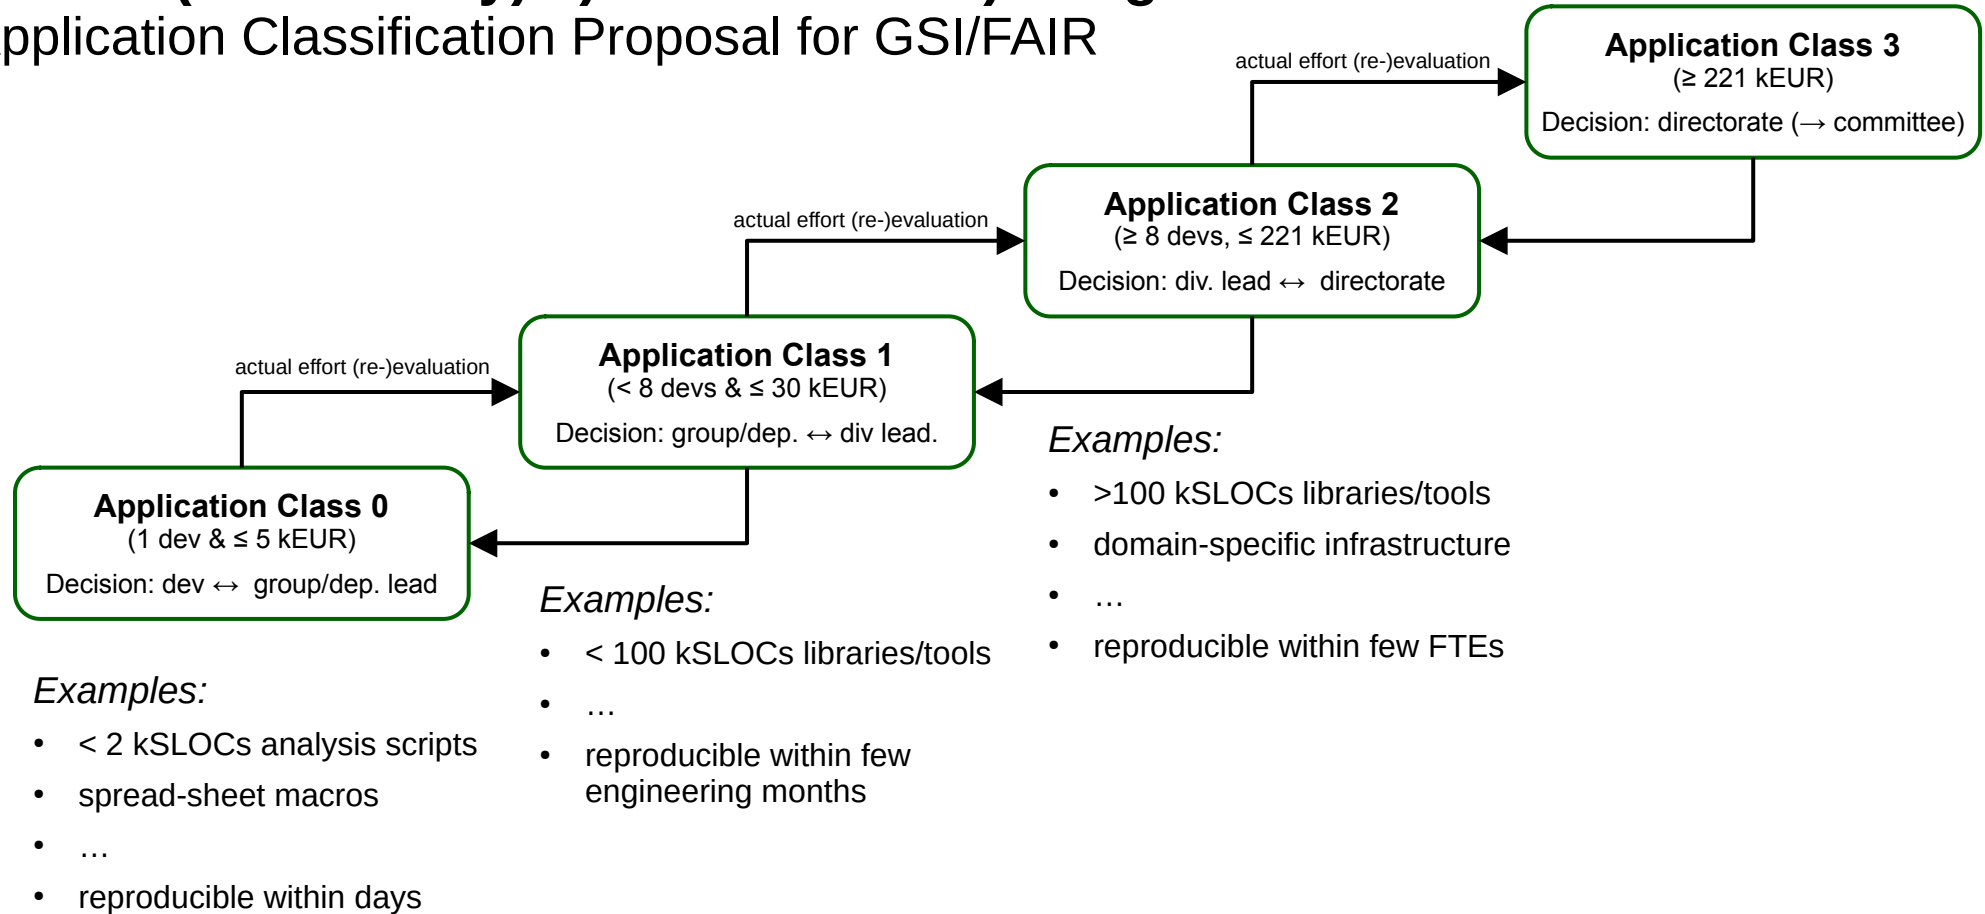 Application Classification Proposal for GSI/FAIR
actual effort (re-)evaluation
Application Class 3
(≥ 221 kEUR)
Decision: directorate (→ committee)
actual effort (re-)evaluation
Application Class 2
(≥ 8 devs, ≤ 221 kEUR)
Decision: div. lead ↔ directorate
actual effort (re-)evaluation
Application Class 1
(< 8 devs & ≤ 30 kEUR)
Decision: group/dep. ↔ div lead.
Application Class 0
(1 dev & ≤ 5 kEUR)
Decision: dev ↔ group/dep. lead
Examples:
• < 2 kSLOCs analysis scripts
• spread-sheet macros
• …
• reproducible within days
Examples:
• < 100 kSLOCs libraries/tools
• …
• reproducible within few
engineering months
Examples:
• >100 kSLOCs libraries/tools
• domain-specific infrastructure
• …
• reproducible within few FTEs